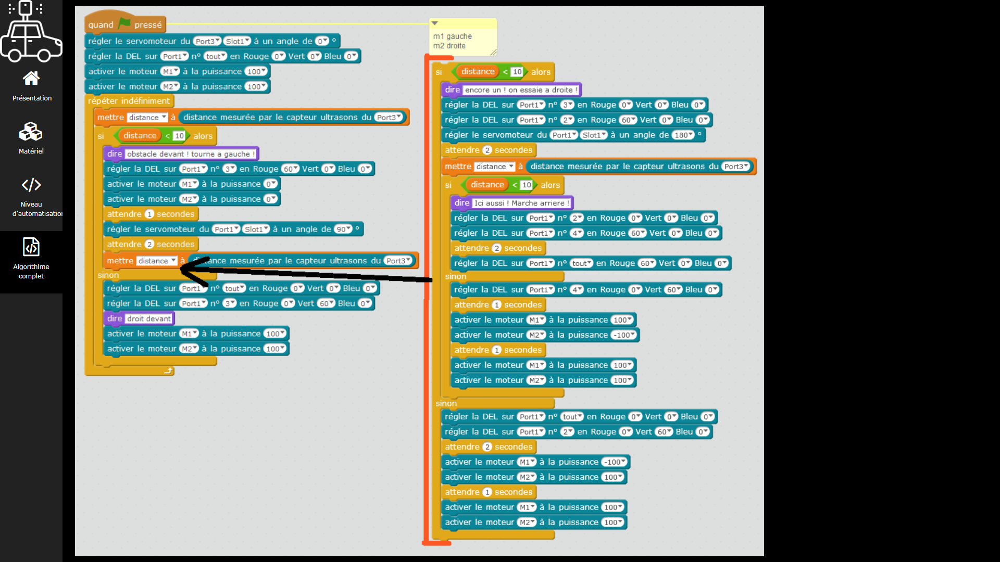 Présentation
Matériel
Niveau
d'automatisation
AlgorithIme
complet
quand pressé
régler le servomoteur du Port3 Slot1 à un angle de 0 °
régler la DEL sur Port1 n° tout en Rouge 0 Vert 0 Bleu 0
activer le moteur M1 à la puissance 100
activer le moteur M2 à la puissance 100
répéter indéfiniment
mettre distance à distance mesurée par le capteur ultrasons du Port3
si distance < 10 alors
dire obstacle devant ! tourne a gauche !
régler la DEL sur Port1 n° 3 en Rouge 60 Vert 0 Bleu 0
activer le moteur M1 à la puissance 0
activer le moteur M2 à la puissance 0
attendre 1 secondes
régler le servomoteur du Port1 Slot1 à un angle de 90 °
attendre 2 secondes
mettre distance à distance mesurée par le capteur ultrasons du Port3
sinon
régler la DEL sur Port1 n° tout en Rouge 0 Vert 0 Bleu 0
régler la DEL sur Port1 n° 3 en Rouge 0 Vert 60 Bleu 0
dire droit devant
activer le moteur M1 à la puissance 100
activer le moteur M2 à la puissance 100
m1 gauche
m2 droite
si distance < 10 alors
dire encore un ! on essaie a droite !
régler la DEL sur Port1 n° 3 en Rouge 0 Vert 0 Bleu 0
régler la DEL sur Port1 n° 2 en Rouge 60 Vert 0 Bleu 0
régler le servomoteur du Port1 Slot1 à un angle de 180 °
attendre 2 secondes
mettre distance à distance mesurée par le capteur ultrasons du Port3
si distance < 10 alors
dire Ici aussi ! Marche arriere !
régler la DEL sur Port1 n° 2 en Rouge 0 Vert 0 Bleu 0
régler la DEL sur Port1 n° 4 en Rouge 60 Vert 0 Bleu 0
attendre 2 secondes
régler la DEL sur Port1 n° tout en Rouge 60 Vert 0 Bleu 0
sinon
régler la DEL sur Port1 n° 4 en Rouge 0 Vert 60 Bleu 0
attendre 1 secondes
activer le moteur M1 à la puissance 100
activer le moteur M2 à la puissance -100
attendre 1 secondes
activer le moteur M1 à la puissance 100
activer le moteur M2 à la puissance 100
sinon
régler la DEL sur Port1 n° tout en Rouge 0 Vert 0 Bleu 0
régler la DEL sur Port1 n° 2 en Rouge 0 Vert 60 Bleu 0
attendre 2 secondes
activer le moteur M1 à la puissance -100
activer le moteur M2 à la puissance 100
attendre 1 secondes
activer le moteur M1 à la puissance 100
activer le moteur M2 à la puissance 100